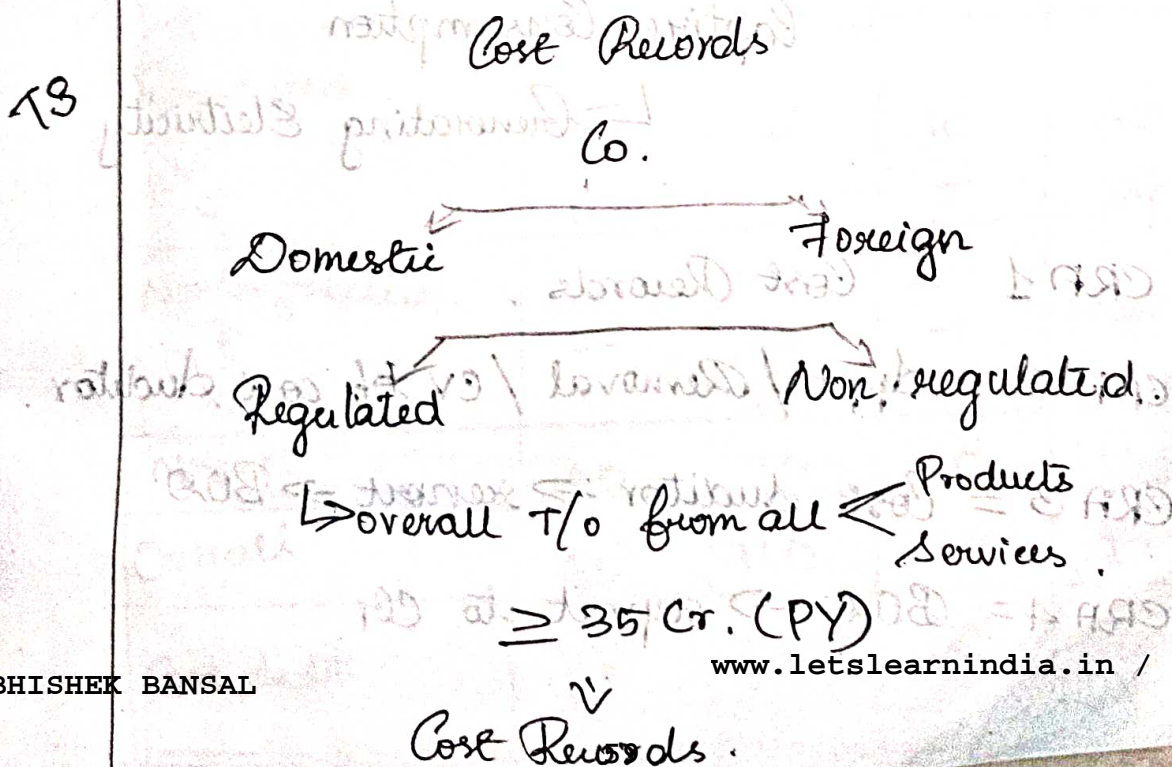 Cost Records
Co.
Domestic Foreign
Regulated Non-regulated.
↳ overall T/o from all < Products
Services.
≥ 35 Cr. (PY)
www.letslearnindia.in /
BHISHEK BANSAL
Cost Records.